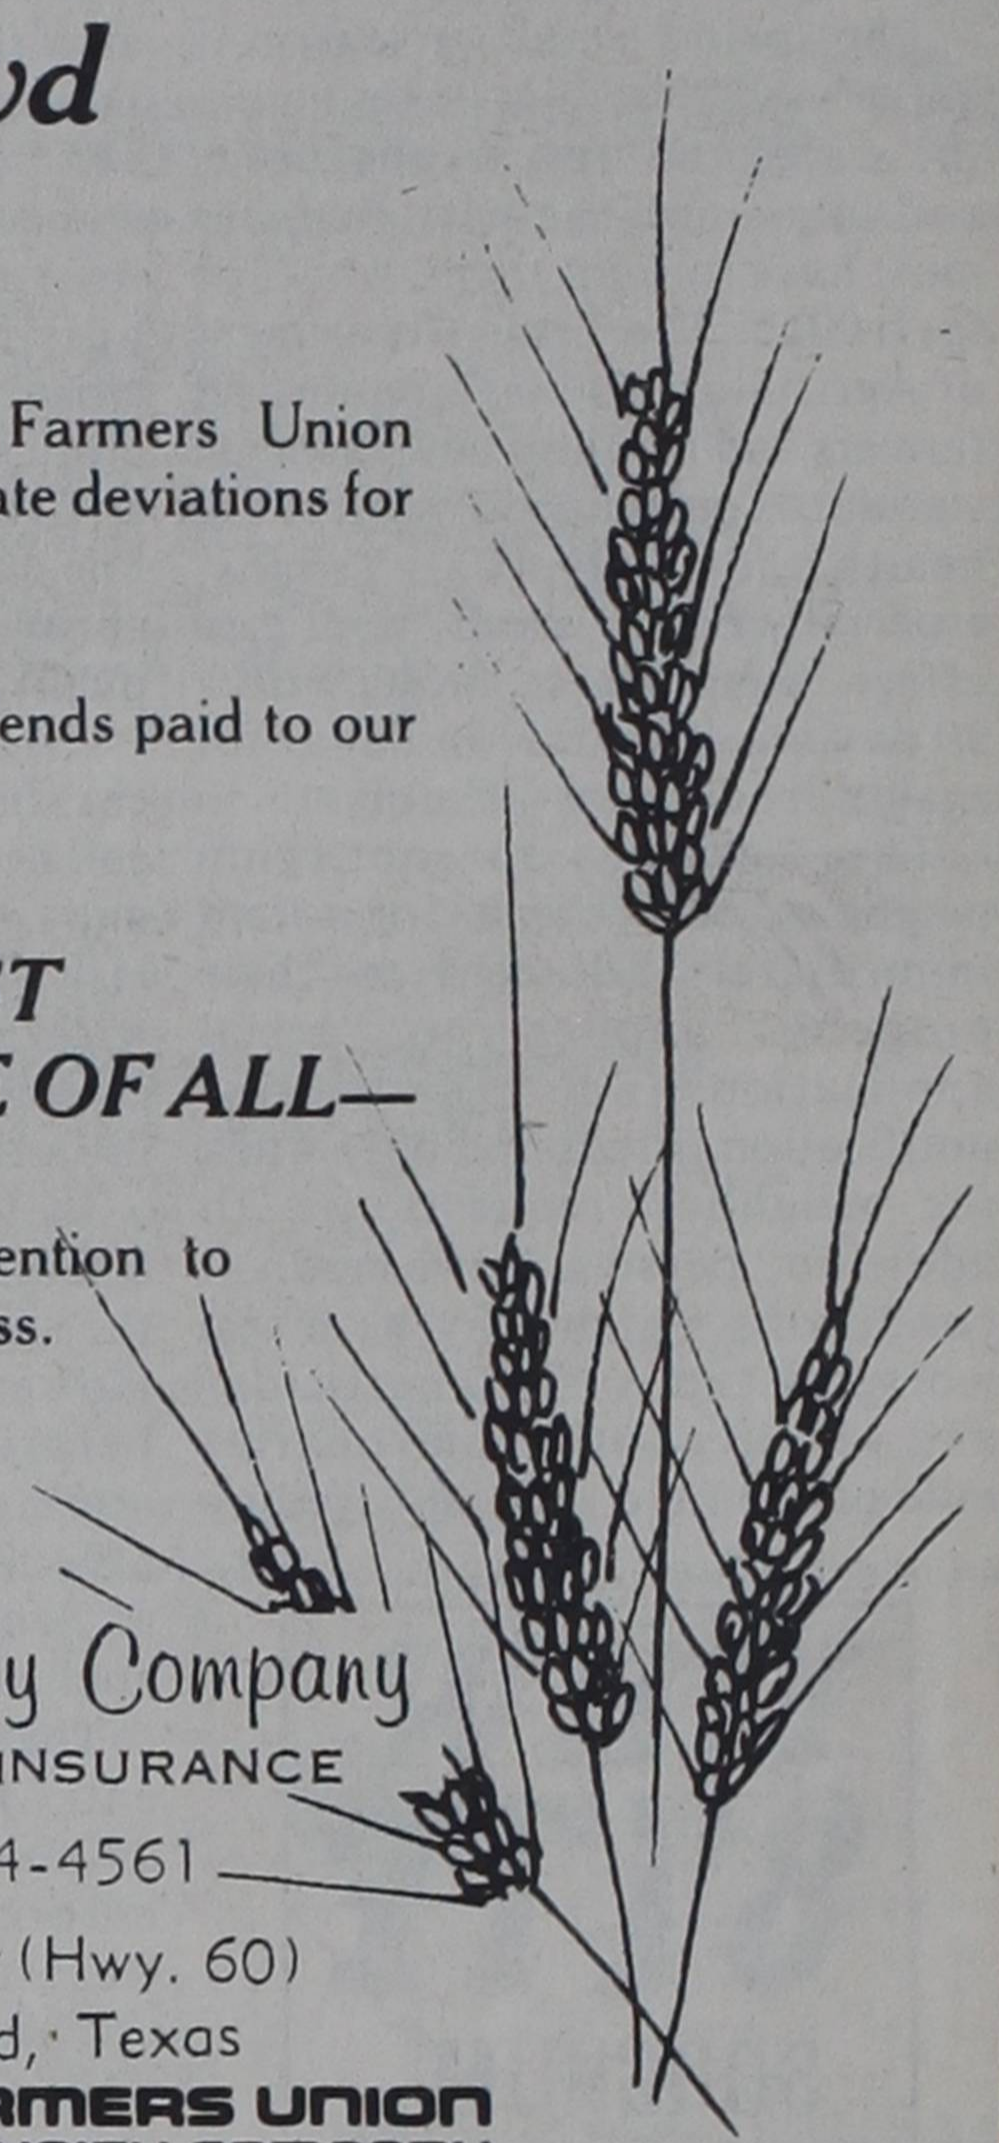 Farmers Union
ate deviations for
ends paid to our
OF ALL—
ention to
ss.
y Company
INSURANCE
4-4561
(Hwy. 60)
d, Texas
RMERS UNION